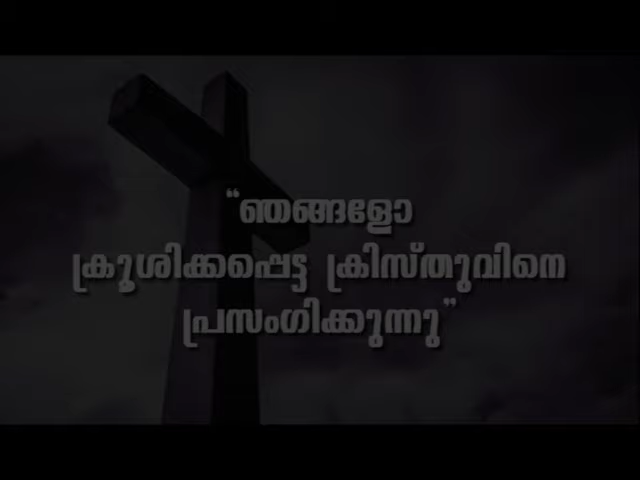 “ഞങ്ങളോ
ക്രൂശിക്കപ്പെട്ട ക്രിസ്തുവിനെ
പ്രസംഗിക്കുന്നു”